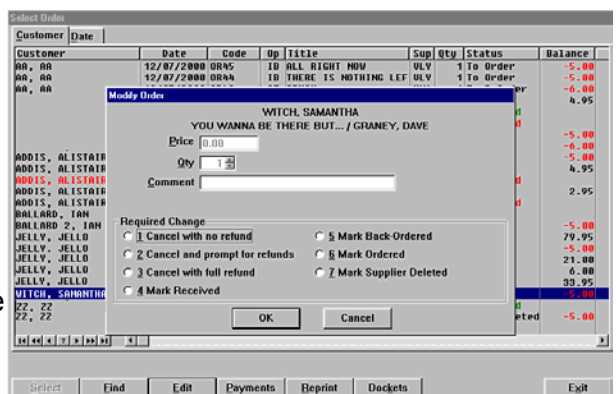 Select Order
Customer Date
Customer Date Code Op Title Sup Qty Status Balance
AA, AA 12/07/2000 OR45 IB ALL RIGHT NOW VLY 1 To Order -5.00
AA, AA 12/07/2000 OR44 IB THERE IS NOTHING LEF VLY 1 To Order -5.00
AA, AA -6.00
4.95
Modify Order
WITCH, SAMANTHA
YOU WANNA BE THERE BUT... / GRANEY, DAVE
Price 0.00
Qty 1
Comment
Required Change
1 Cancel with no refund
2 Cancel and prompt for refunds
3 Cancel with full refund
4 Mark Received
5 Mark Back-Ordered
6 Mark Ordered
7 Mark Supplier Deleted
OK Cancel
-5.00
-6.00
ADDIS, ALISTAIR -5.00
ADDIS, ALISTAIR 4.95
ADDIS, ALISTAIR
ADDIS, ALISTAIR 2.95
ADDIS, ALISTAIR
BALLARD, IAN
BALLARD 2, IAN -5.00
JELLY, JELLO 79.95
JELLY, JELLO -5.00
JELLY, JELLO 21.00
JELLY, JELLO 6.00
JELLY, JELLO 33.95
WITCH, SAMANTHA -5.00
ZZ, ZZ
ZZ, ZZ eted -5.00
Select Find Edit Payments Reprint Dockets Exit